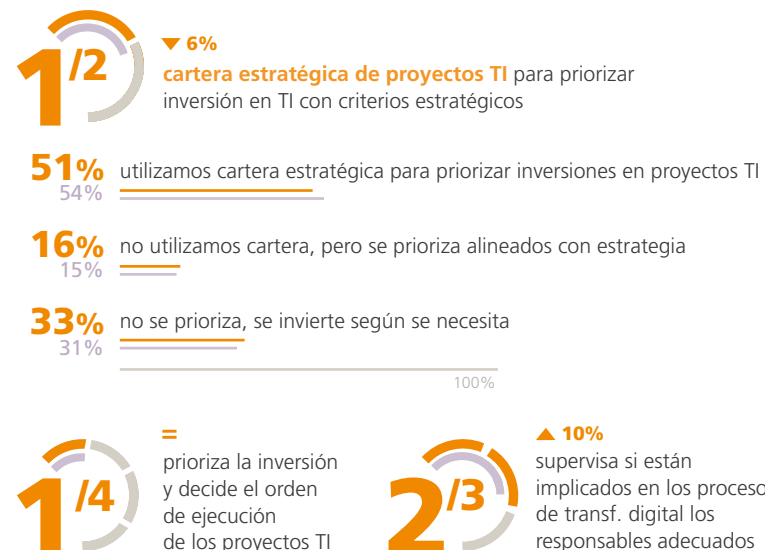 1/2
▼ 6%
cartera estratégica de proyectos TI para priorizar
inversión en TI con criterios estratégicos
51% utilizamos cartera estratégica para priorizar inversiones en proyectos TI
54%
16% no utilizamos cartera, pero se prioriza alineados con estrategia
15%
33% no se prioriza, se invierte según se necesita
31%
100%
1/4
=
prioriza la inversión
y decide el orden
de ejecución
de los proyectos TI
2/3
▲ 10%
supervisa si están
implicados en los proceso
de transf. digital los
responsables adecuados